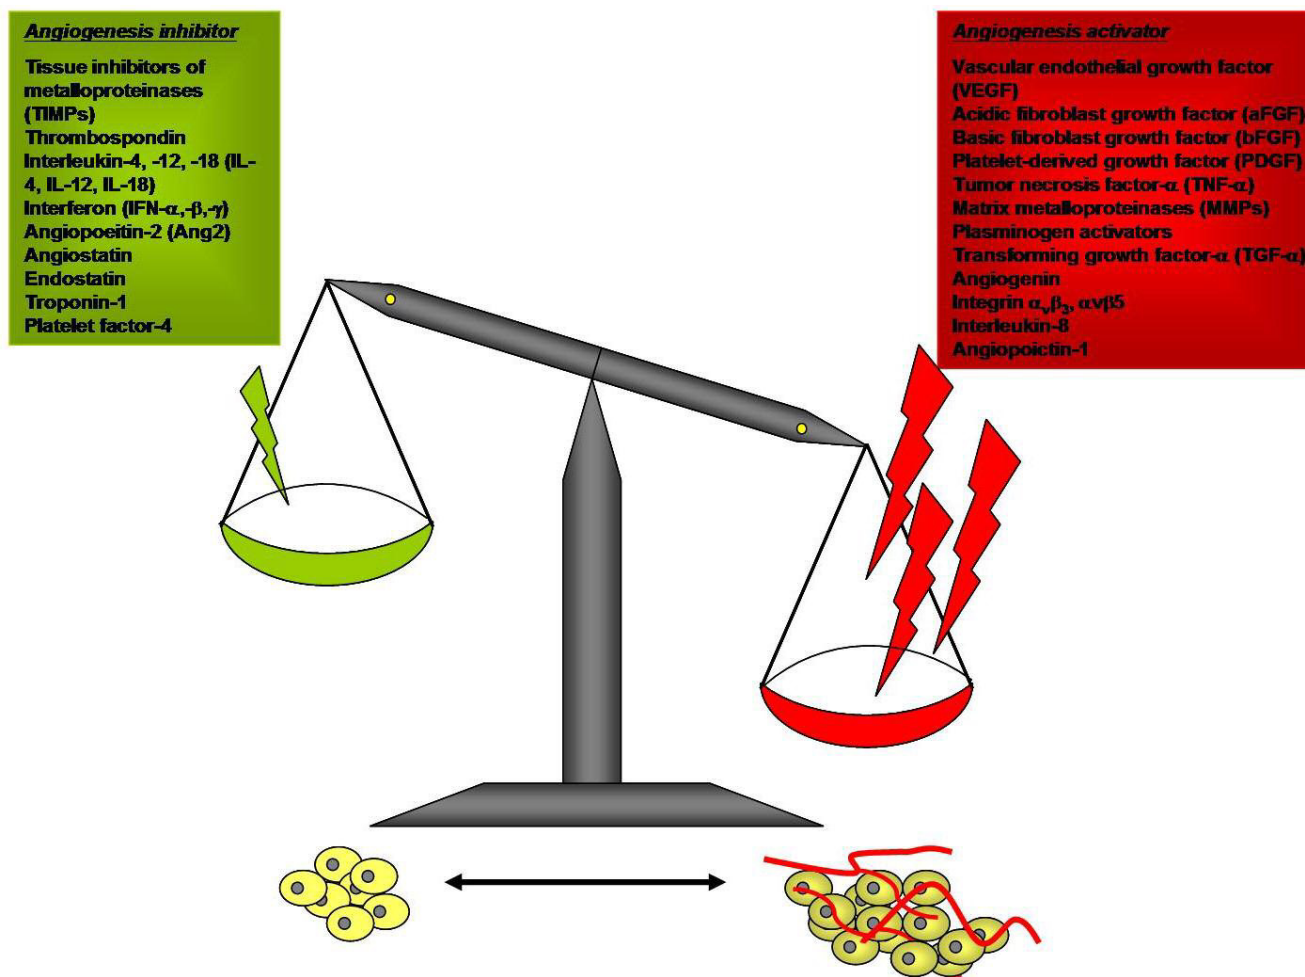 Angiogenesis inhibitor
Tissue inhibitors of
metalloproteinases
(TIMPs)
Thrombospondin
Interleukin-4, -12, -18 (IL-
4, IL-12, IL-18)
Interferon (IFN-α,-β,-γ)
Angiopoeitin-2 (Ang2)
Angiostatin
Endostatin
Troponin-1
Platelet factor-4
Angiogenesis activator
Vascular endothelial growth factor
(VEGF)
Acidic fibroblast growth factor (aFGF)
Basic fibroblast growth factor (bFGF)
Platelet-derived growth factor (PDGF)
Tumor necrosis factor-α (TNF-α)
Matrix metalloproteinases (MMPs)
Plasminogen activators
Transforming growth factor-α (TGF-α)
Angiogenin
Integrin αvβ3, αvβ5
Interleukin-8
Angiopoictin-1